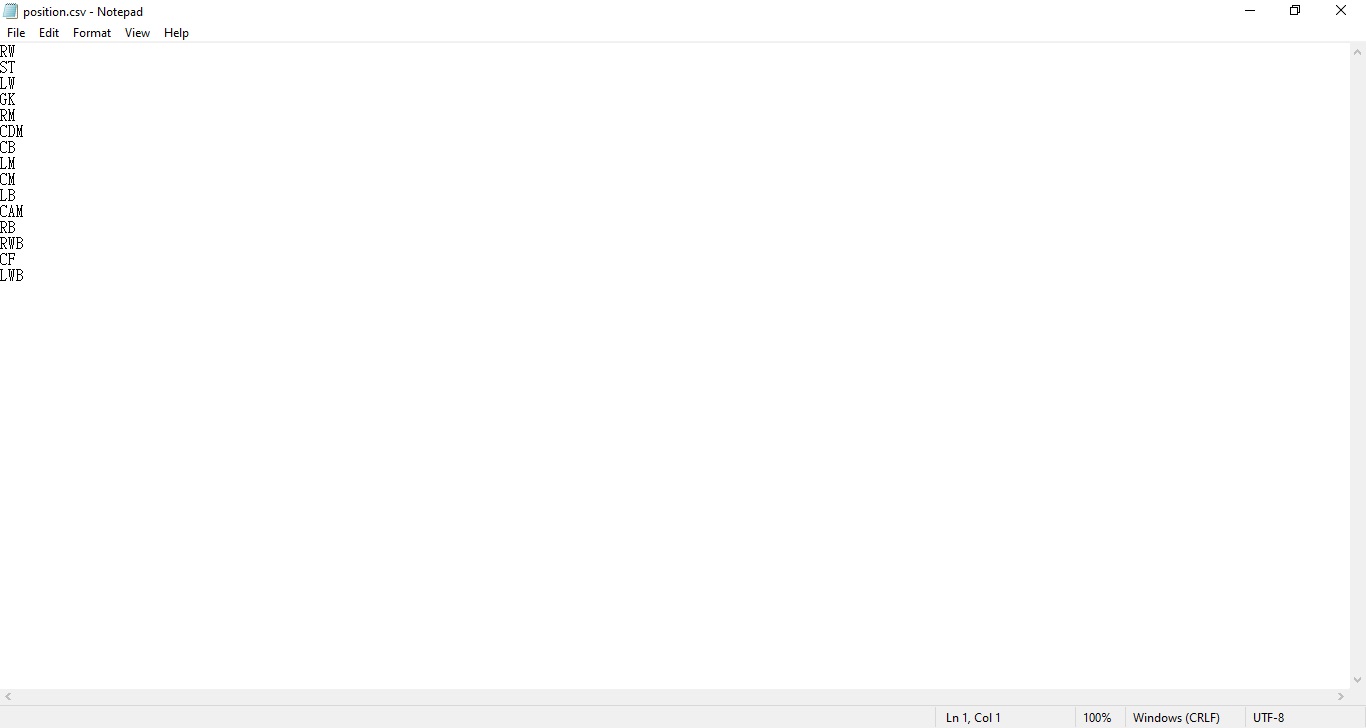 position.csv - Notepad
File Edit Format View Help
RW
ST
LW
GK
RM
CDM
CB
LM
CM
LB
CAM
RB
RWB
CF
LWB
Ln 1, Col 1 100% Windows (CRLF) UTF-8